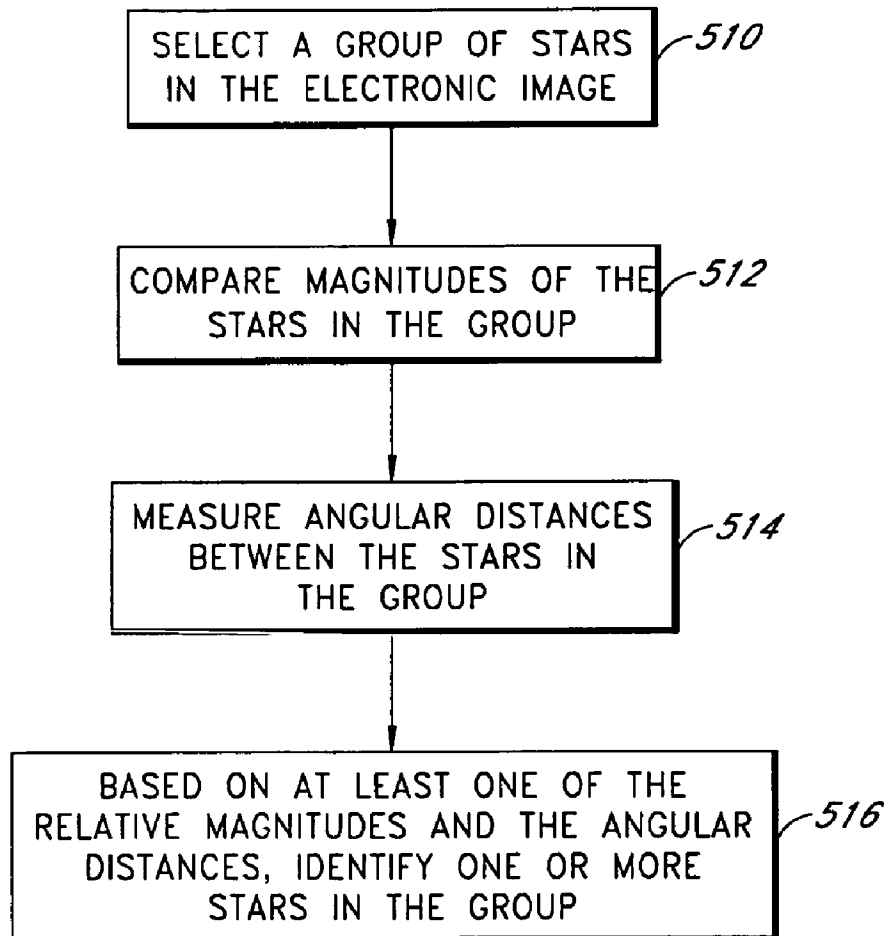 SELECT A GROUP OF STARS
IN THE ELECTRONIC IMAGE
510
COMPARE MAGNITUDES OF THE
STARS IN THE GROUP
512
MEASURE ANGULAR DISTANCES
BETWEEN THE STARS IN
THE GROUP
514
BASED ON AT LEAST ONE OF THE
RELATIVE MAGNITUDES AND THE ANGULAR
DISTANCES, IDENTIFY ONE OR MORE
STARS IN THE GROUP
516